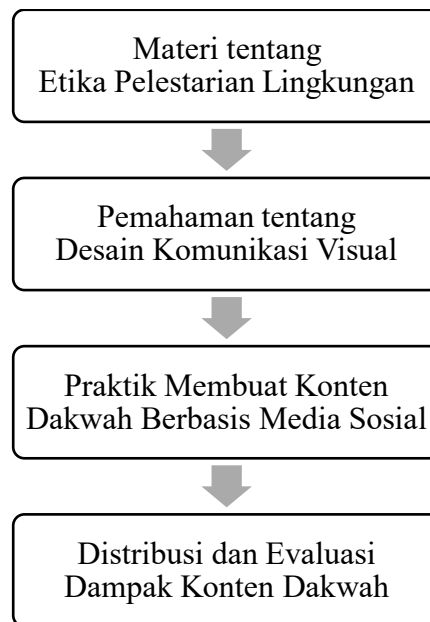 Materi tentang
Etika Pelestarian Lingkungan
Pemahaman tentang
Desain Komunikasi Visual
Praktik Membuat Konten
Dakwah Berbasis Media Sosial
Distribusi dan Evaluasi
Dampak Konten Dakwah